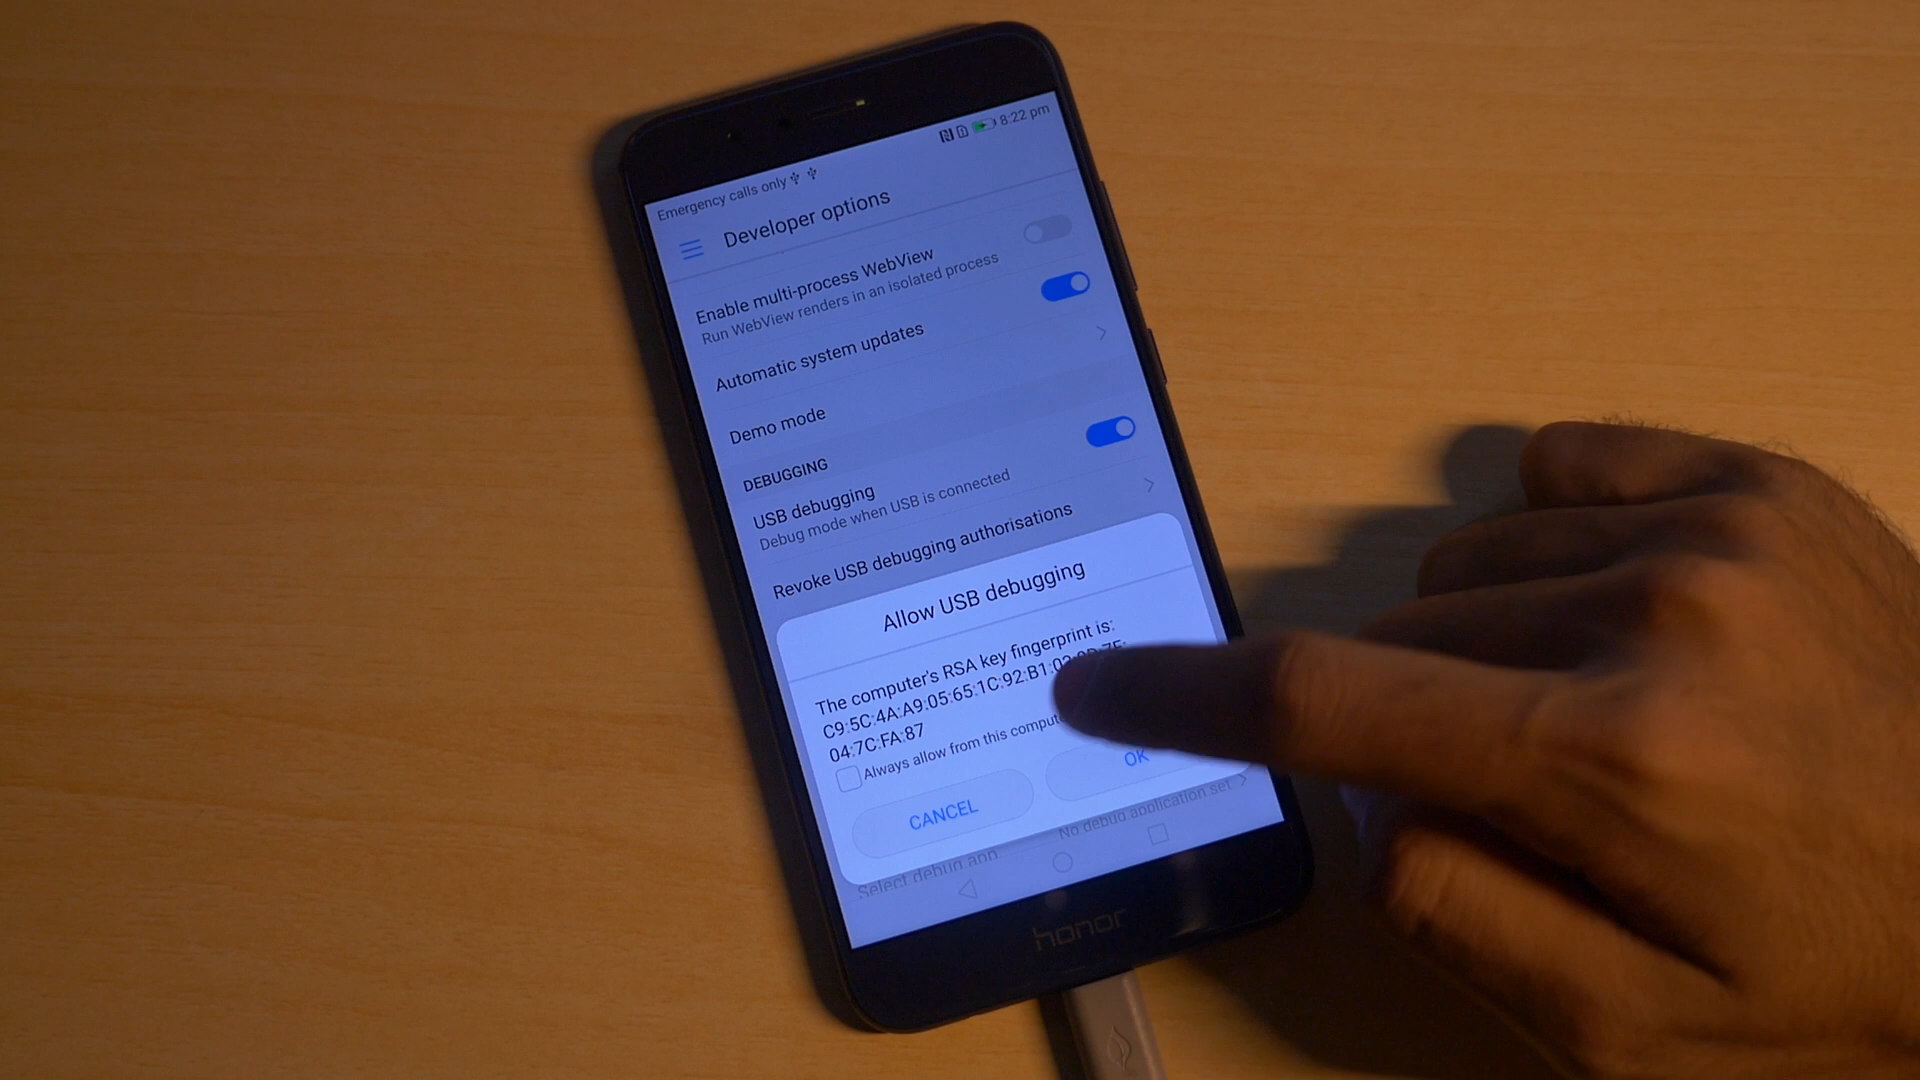 Emergency calls only
8:22 pm
Developer options
Enable multi-process WebView
Run WebView renders in an isolated process
Automatic system updates
Demo mode
DEBUGGING
USB debugging
Debug mode when USB is connected
Revoke USB debugging authorisations
Allow USB debugging
The computer's RSA key fingerprint is:
C9:5C:4A:A9:05:65:1C:92:B1:
04:7C:FA:87
Always allow from this
CANCEL
OK
Select debug app
No debug application set
honor